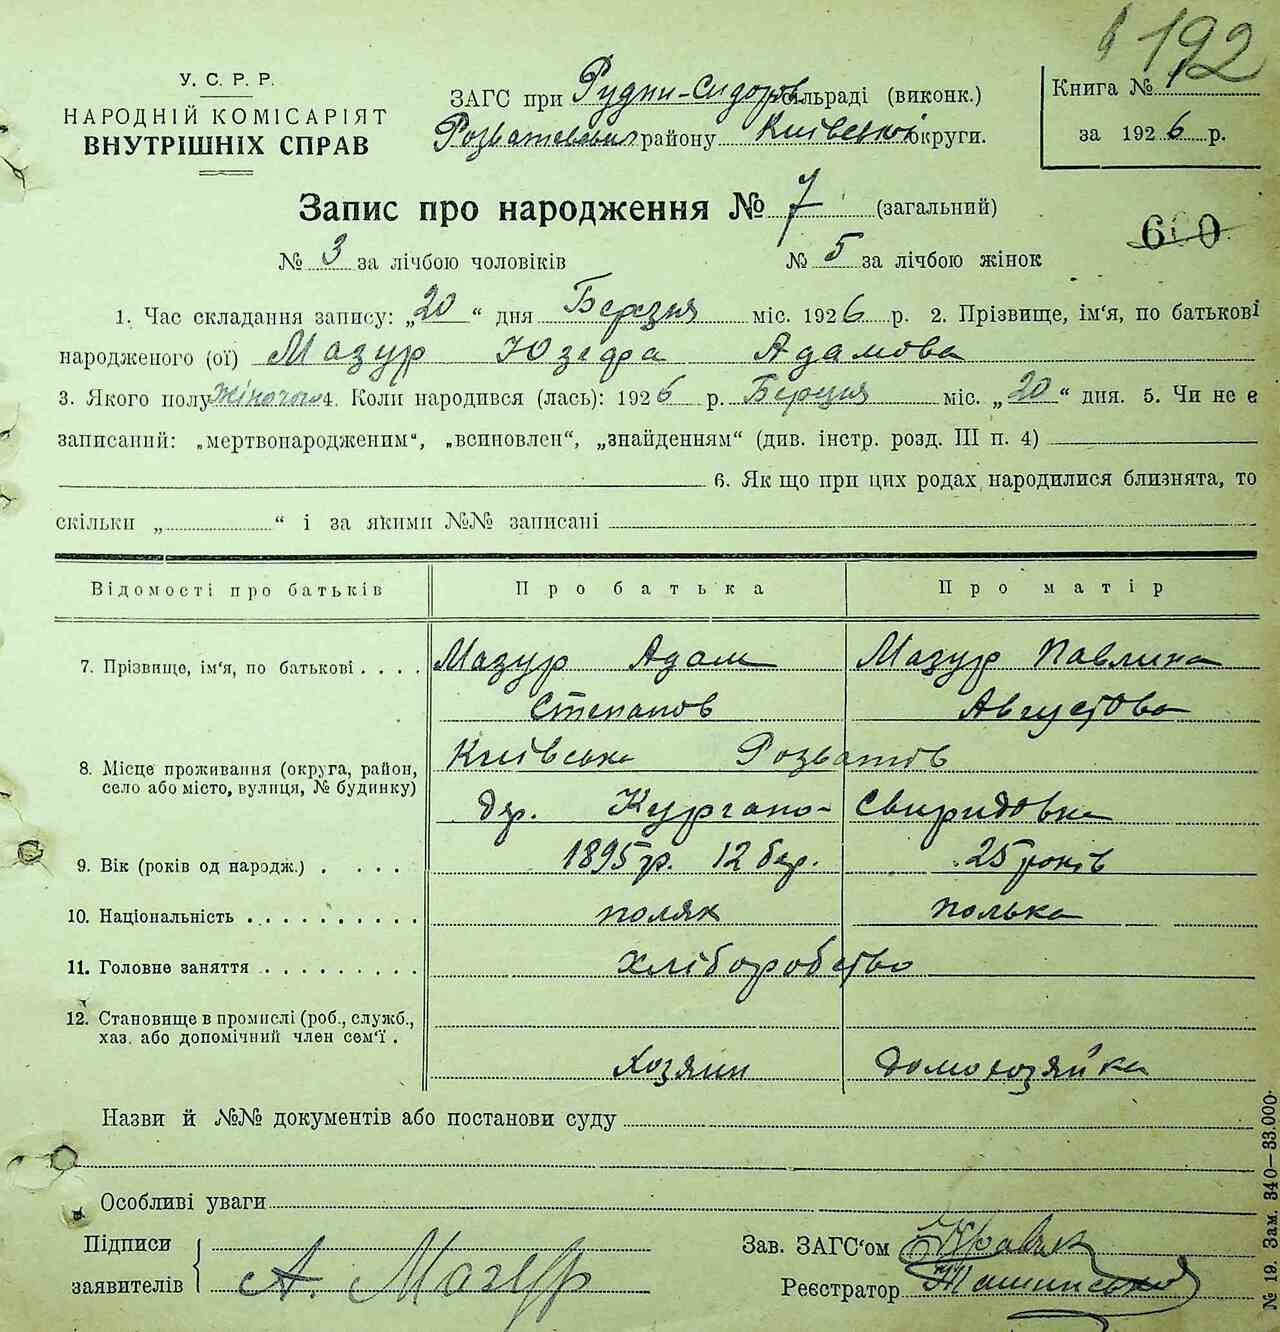 192
У. С. Р. Р.
НАРОДНІЙ КОМІСАРІЯТ
ВНУТРІШНІХ СПРАВ
ЗАГС при Рудни-Сидоров сільраді (виконк.)
району Київської округи.
Книга №
за 1926 р.
Запис про народження № 7 (загальний)
№ 3 за лічбою чоловіків № 5 за лічбою жінок
600
1. Час складання запису: „20“ дня Березня міс. 1926 р. 2. Прізвище, ім'я, по батькові
народженого (ої) Мазур Юзефа Адамова
3. Якого полу жіночого 4. Коли народився (лась): 1926 р. Березня міс. „20“ дня. 5. Чи не є
записаний: „мертвонародженим“, „всиновлен“, „знайденням“ (див. інстр. розд. III п. 4)
6. Як що при цих родах народилися близнята, то
скільки „ “ і за якими №№ записані
Відомості про батьків Про батька Про матір
7. Прізвище, ім'я, по батькові . . . . Мазур Адам Мазур Павлина
Степанов Августова
8. Місце проживання (округа, район, село або місто, вулиця, № будинку) Київська Розватів
дер. Кургано- Свиридовка
9. Вік (років од народж.) . . . . 1895 р. 12 бер. 25 років
10. Національність . . . . . . . . . . поляк полька
11. Головне заняття . . . . . . . . . . хліборобство
12. Становище в промислі (роб., служб.,
хаз. або допомічний член сем'ї .
Хозяин домохозяйка
Назви й №№ документів або постанови суду
Особливі уваги
Підписи
заявителів А. Мазур
Зав. ЗАГС'ом
Реєстратор
№ 19. Зам. 340—33.000.